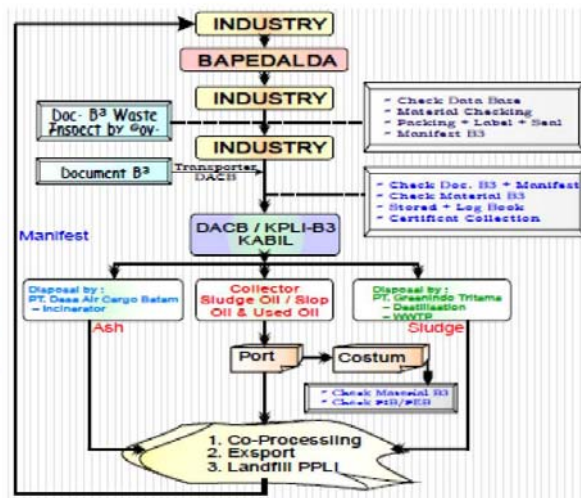 INDUSTRY
BAPEDALDA
INDUSTRY
Doc. B³ Waste
Inspect by Gov.
- Check Data Base
- Material Checking
- Packing + Label + Seal
- Manifest B3
INDUSTRY
Document B³
Transporter
DACB
- Check Doc. B3 + Manifest
- Check Material B3
- Stored + Log Book
- Certificat Collection
Manifest
DACB / KPLI-B3
KABIL
Disposal by :
PT. Desa Air Cargo Batam
- Incinerator
Ash
Collector
Sludge Oil / Slop
Oil & Used Oil
Disposal by :
PT. Greenindo Tritama
- Destilisation
- WWTP
Sludge
Port
Costum
- Check Material B3
- Check PIB/PEB
1. Co-Processiing
2. Exsport
3. Landfill PPLI